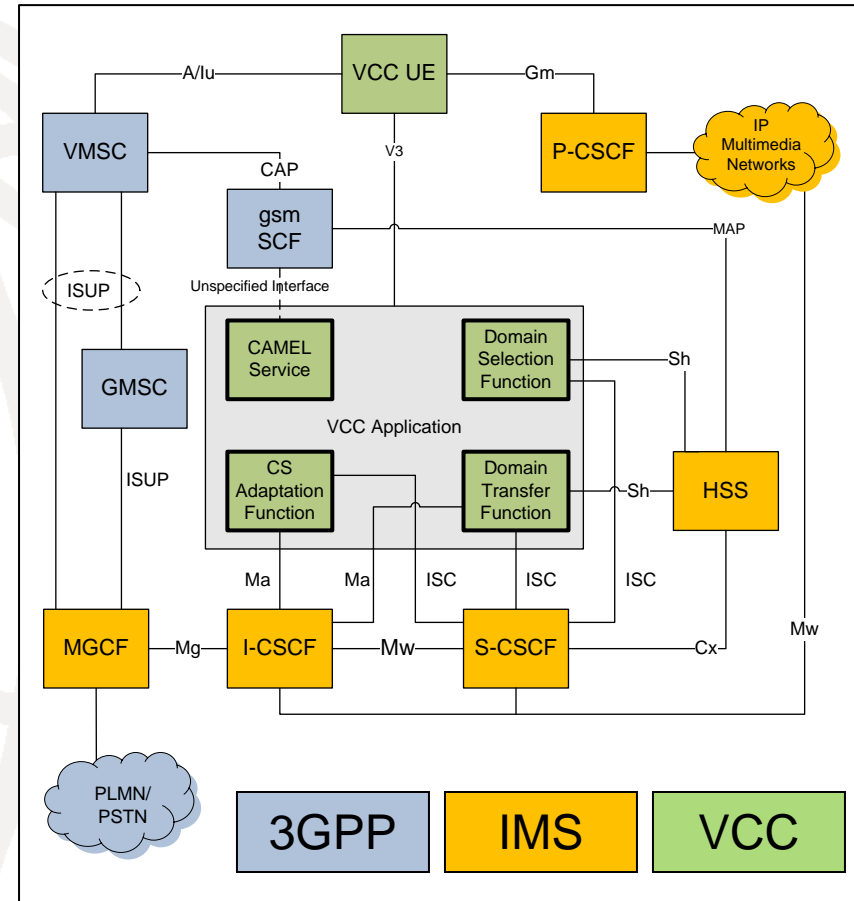 A/Iu
VCC UE
Gm
VMSC
CAP
V3
P-CSCF
IP
Multimedia
Networks
gsm
SCF
MAP
Unspecified Interface
ISUP
CAMEL
Service
Domain
Selection
Function
Sh
GMSC
VCC Application
ISUP
CS
Adaptation
Function
Domain
Transfer
Function
Sh
HSS
Ma
Ma
ISC
ISC
ISC
MGCF
Mg
I-CSCF
Mw
S-CSCF
Cx
Mw
PLMN/
PSTN
3GPP
IMS
VCC